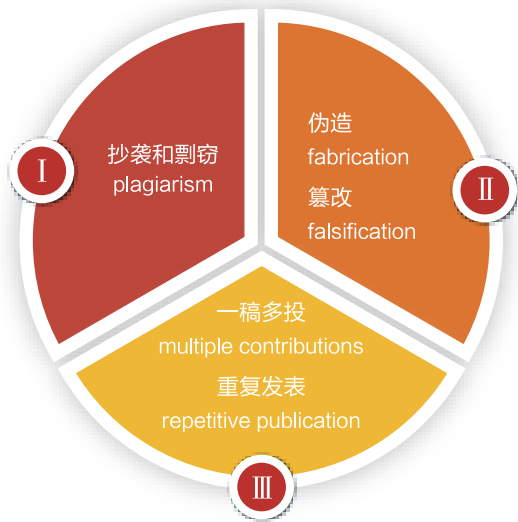 Ⅰ
抄袭和剽窃
plagiarism
Ⅱ
伪造
fabrication
篡改
falsification
一稿多投
multiple contributions
重复发表
repetitive publication
Ⅲ